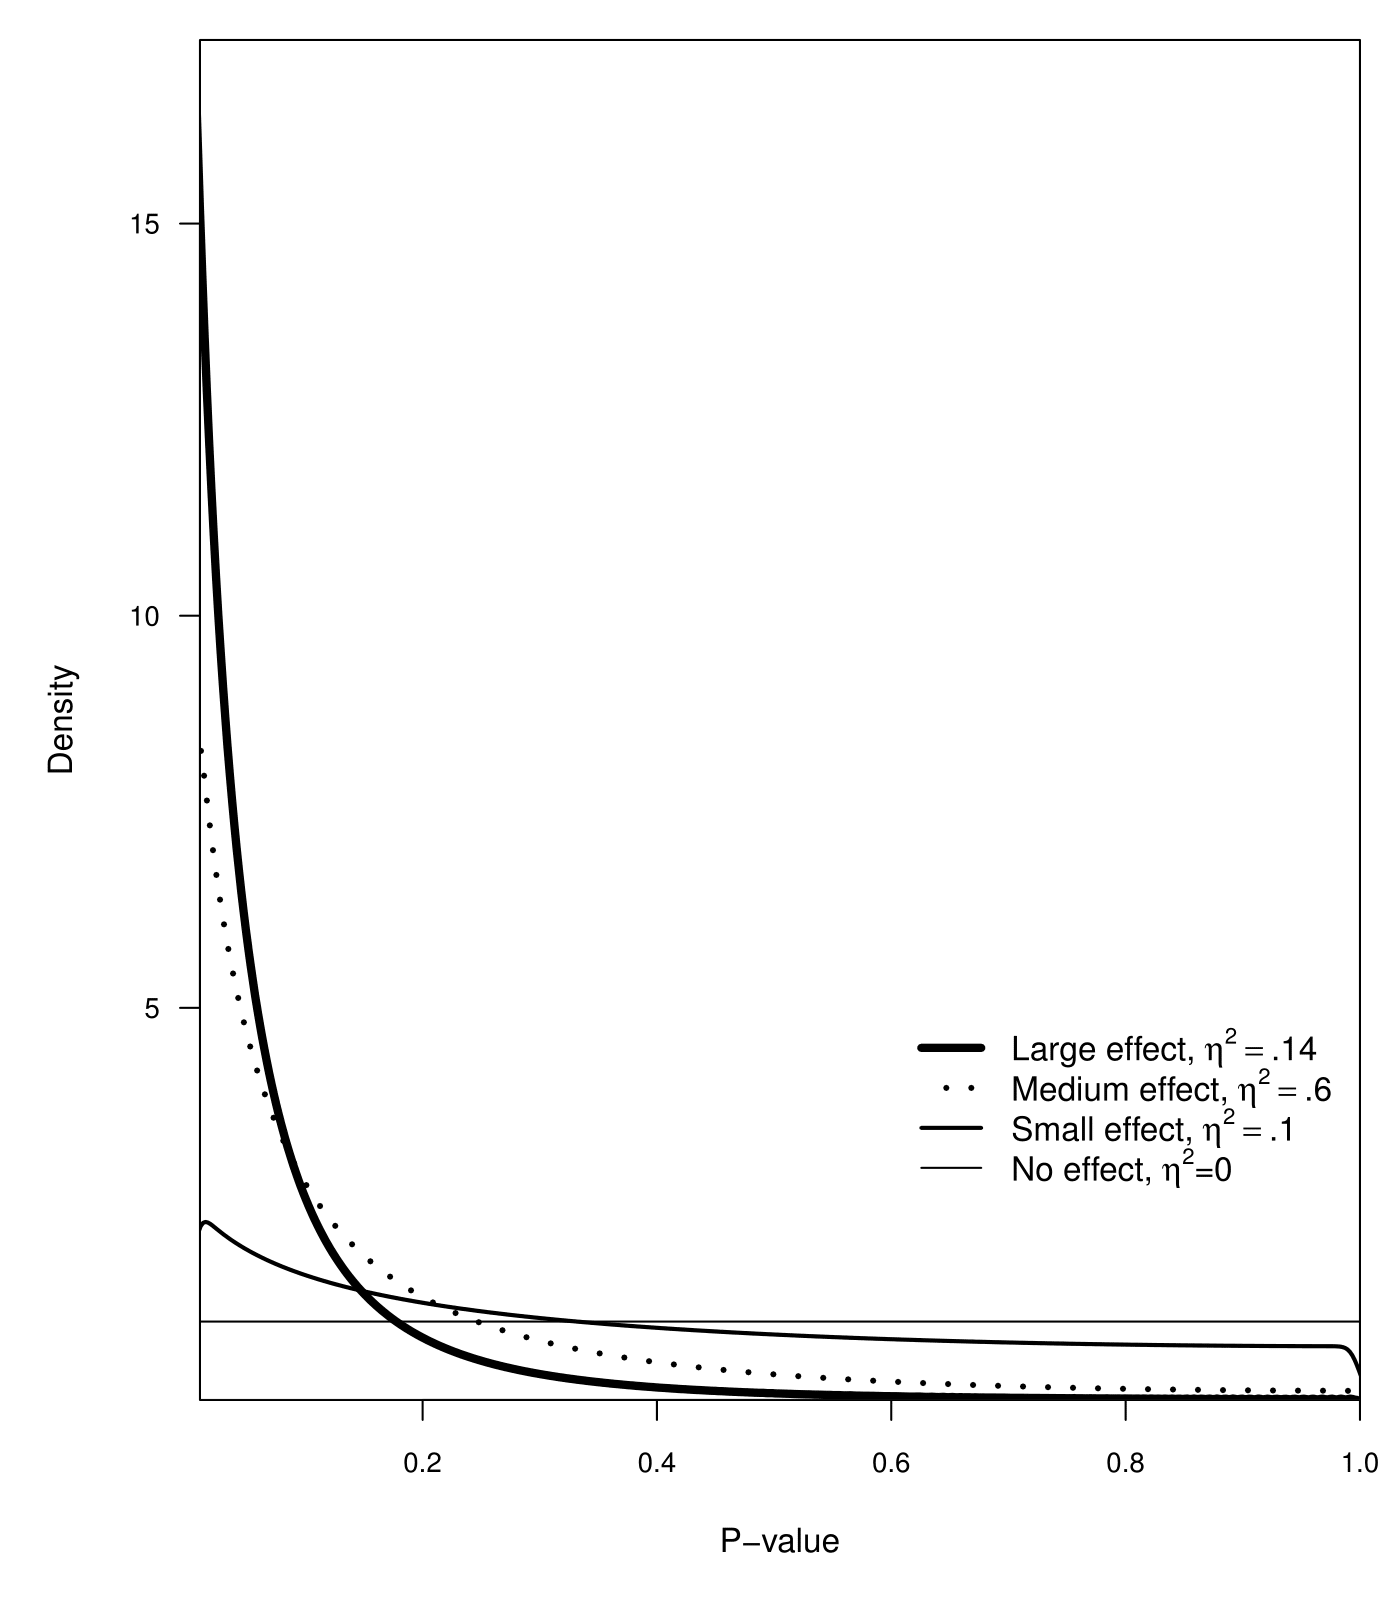 15
10
5
Density
Large effect, η² = .14
Medium effect, η² = .6
Small effect, η² = .1
No effect, η²=0
0.2 0.4 0.6 0.8 1.0
P−value